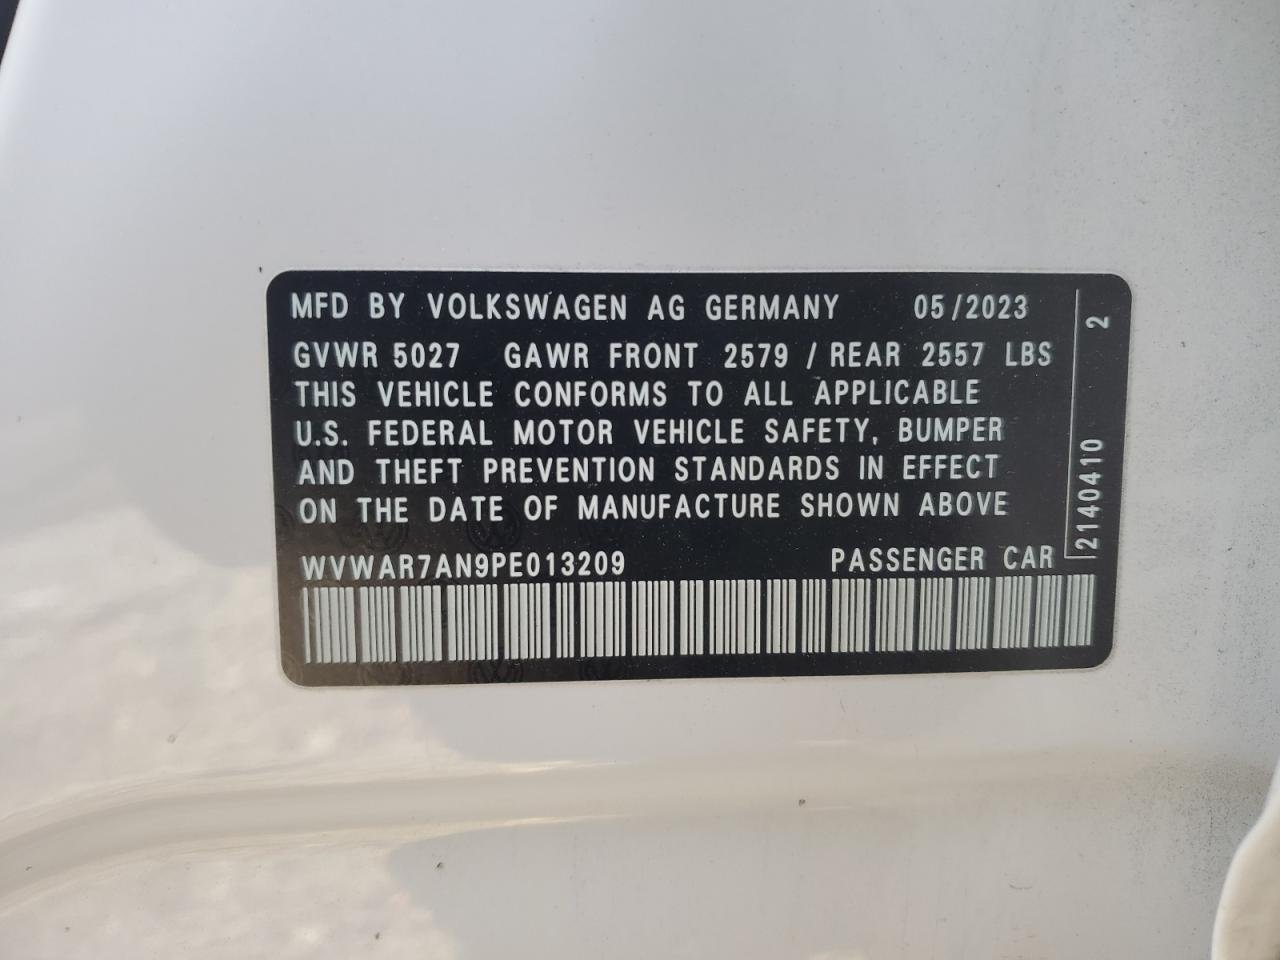 MFD BY VOLKSWAGEN AG GERMANY 05/2023
GVWR 5027 GAWR FRONT 2579 / REAR 2557 LBS
THIS VEHICLE CONFORMS TO ALL APPLICABLE
U.S. FEDERAL MOTOR VEHICLE SAFETY, BUMPER
AND THEFT PREVENTION STANDARDS IN EFFECT
ON THE DATE OF MANUFACTURE SHOWN ABOVE
WVWAR7AN9PE013209 PASSENGER CAR
2140410 2